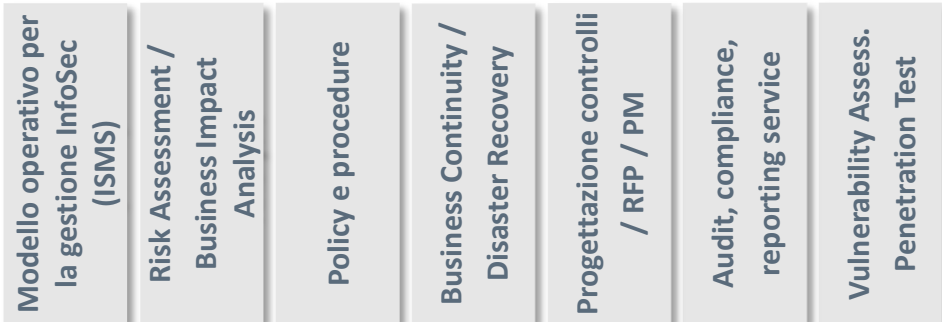 Modello operativo per
la gestione InfoSec
(ISMS)
Risk Assessment /
Business Impact
Analysis
Policy e procedure
Business Continuity /
Disaster Recovery
Progettazione controlli
/ RFP / PM
Audit, compliance,
reporting service
Vulnerability Assess.
Penetration Test